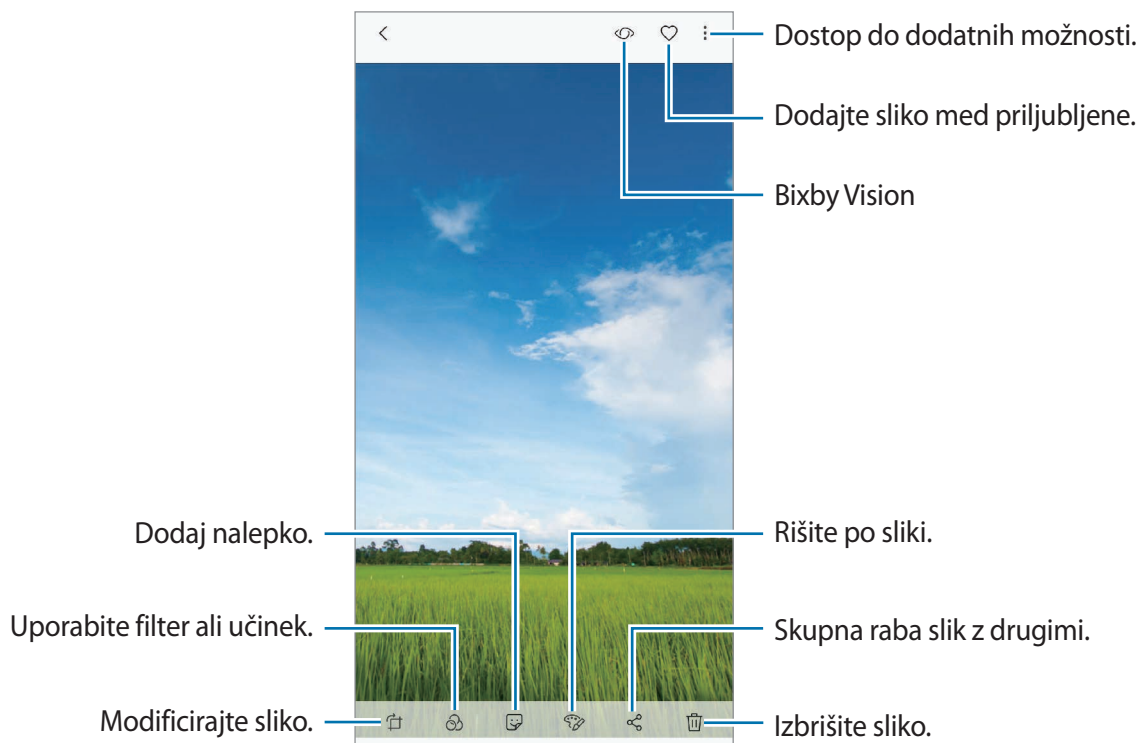 Dostop do dodatnih možnosti.
Dodajte sliko med priljubljene.
Bixby Vision
Dodaj nalepko.
Rišite po sliki.
Uporabite filter ali učinek.
Skupna raba slik z drugimi.
Modificirajte sliko.
Izbrišite sliko.